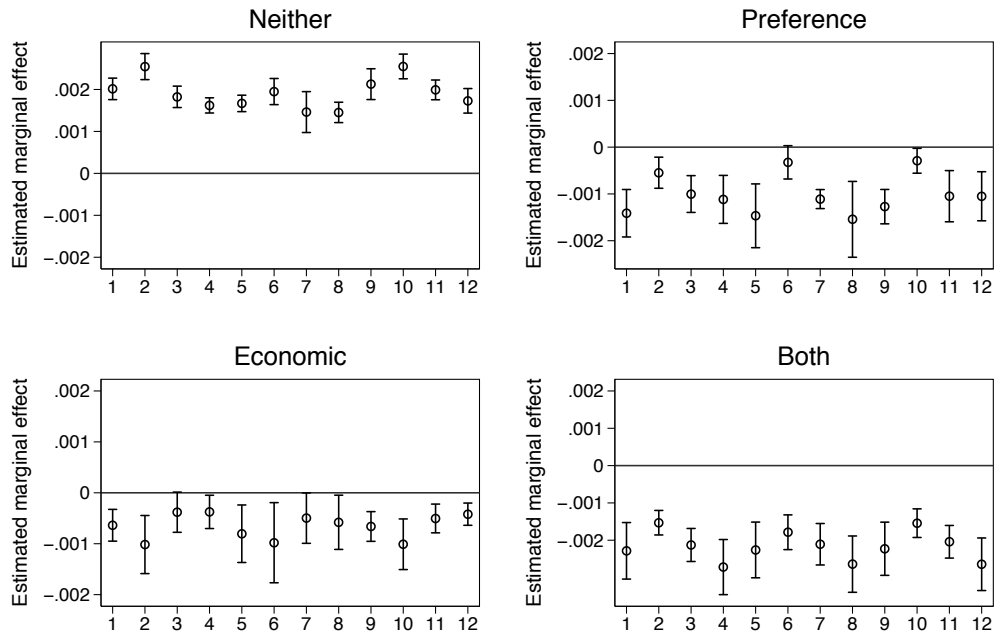 Neither
Estimated marginal effect
.002
.001
0
−.001
−.002
1 2 3 4 5 6 7 8 9 10 11 12
Preference
Estimated marginal effect
.002
.001
0
−.001
−.002
1 2 3 4 5 6 7 8 9 10 11 12
Economic
Estimated marginal effect
.002
.001
0
−.001
−.002
1 2 3 4 5 6 7 8 9 10 11 12
Both
Estimated marginal effect
.002
.001
0
−.001
−.002
1 2 3 4 5 6 7 8 9 10 11 12